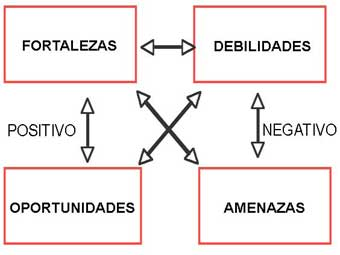 FORTALEZAS
DEBILIDADES
POSITIVO
NEGATIVO
OPORTUNIDADES
AMENAZAS